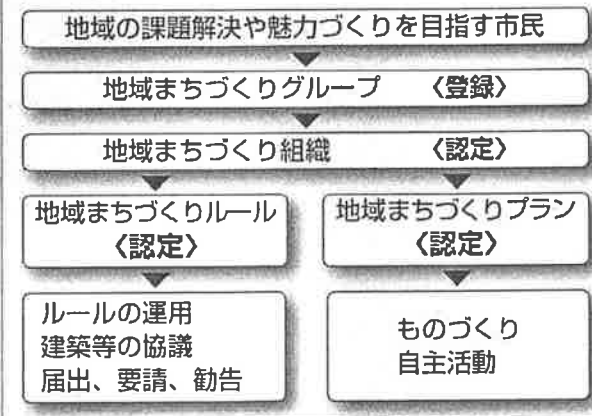 地域の課題解決や魅力づくりを目指す市民
地域まちづくりグループ 〈登録〉
地域まちづくり組織 〈認定〉
地域まちづくりルール
〈認定〉
地域まちづくりプラン
〈認定〉
ルールの運用
建築等の協議
届出、要請、勧告
ものづくり
自主活動